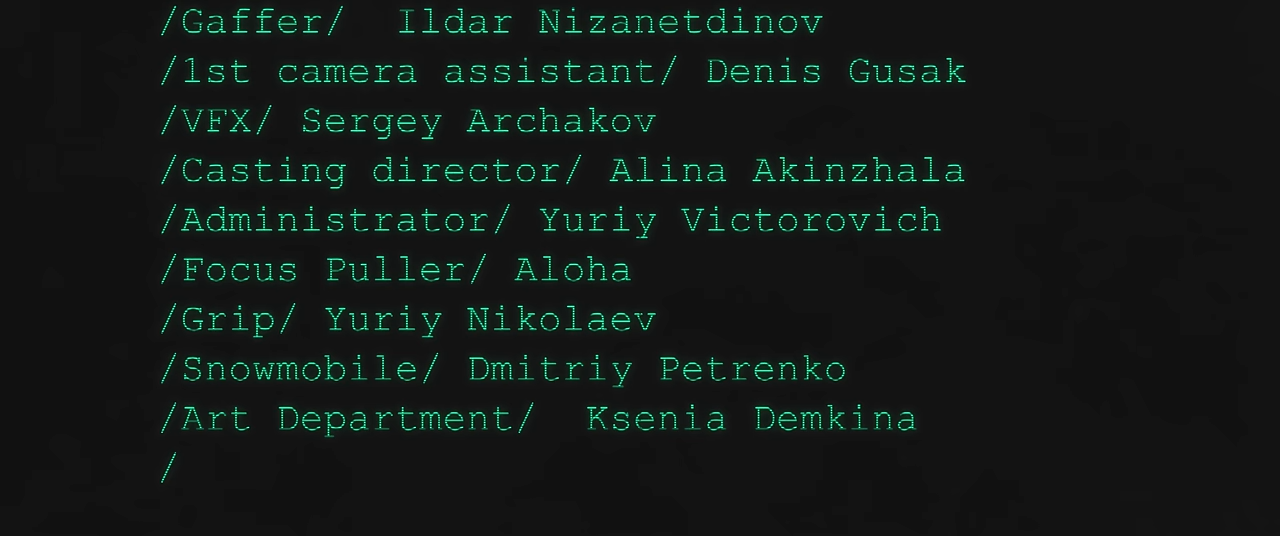 /Gaffer/  Ildar Nizanetdinov
/1st camera assistant/ Denis Gusak
/VFX/ Sergey Archakov
/Casting director/ Alina Akinzhala
/Administrator/ Yuriy Victorovich
/Focus Puller/ Aloha
/Grip/ Yuriy Nikolaev
/Snowmobile/ Dmitriy Petrenko
/Art Department/  Ksenia Demkina
/